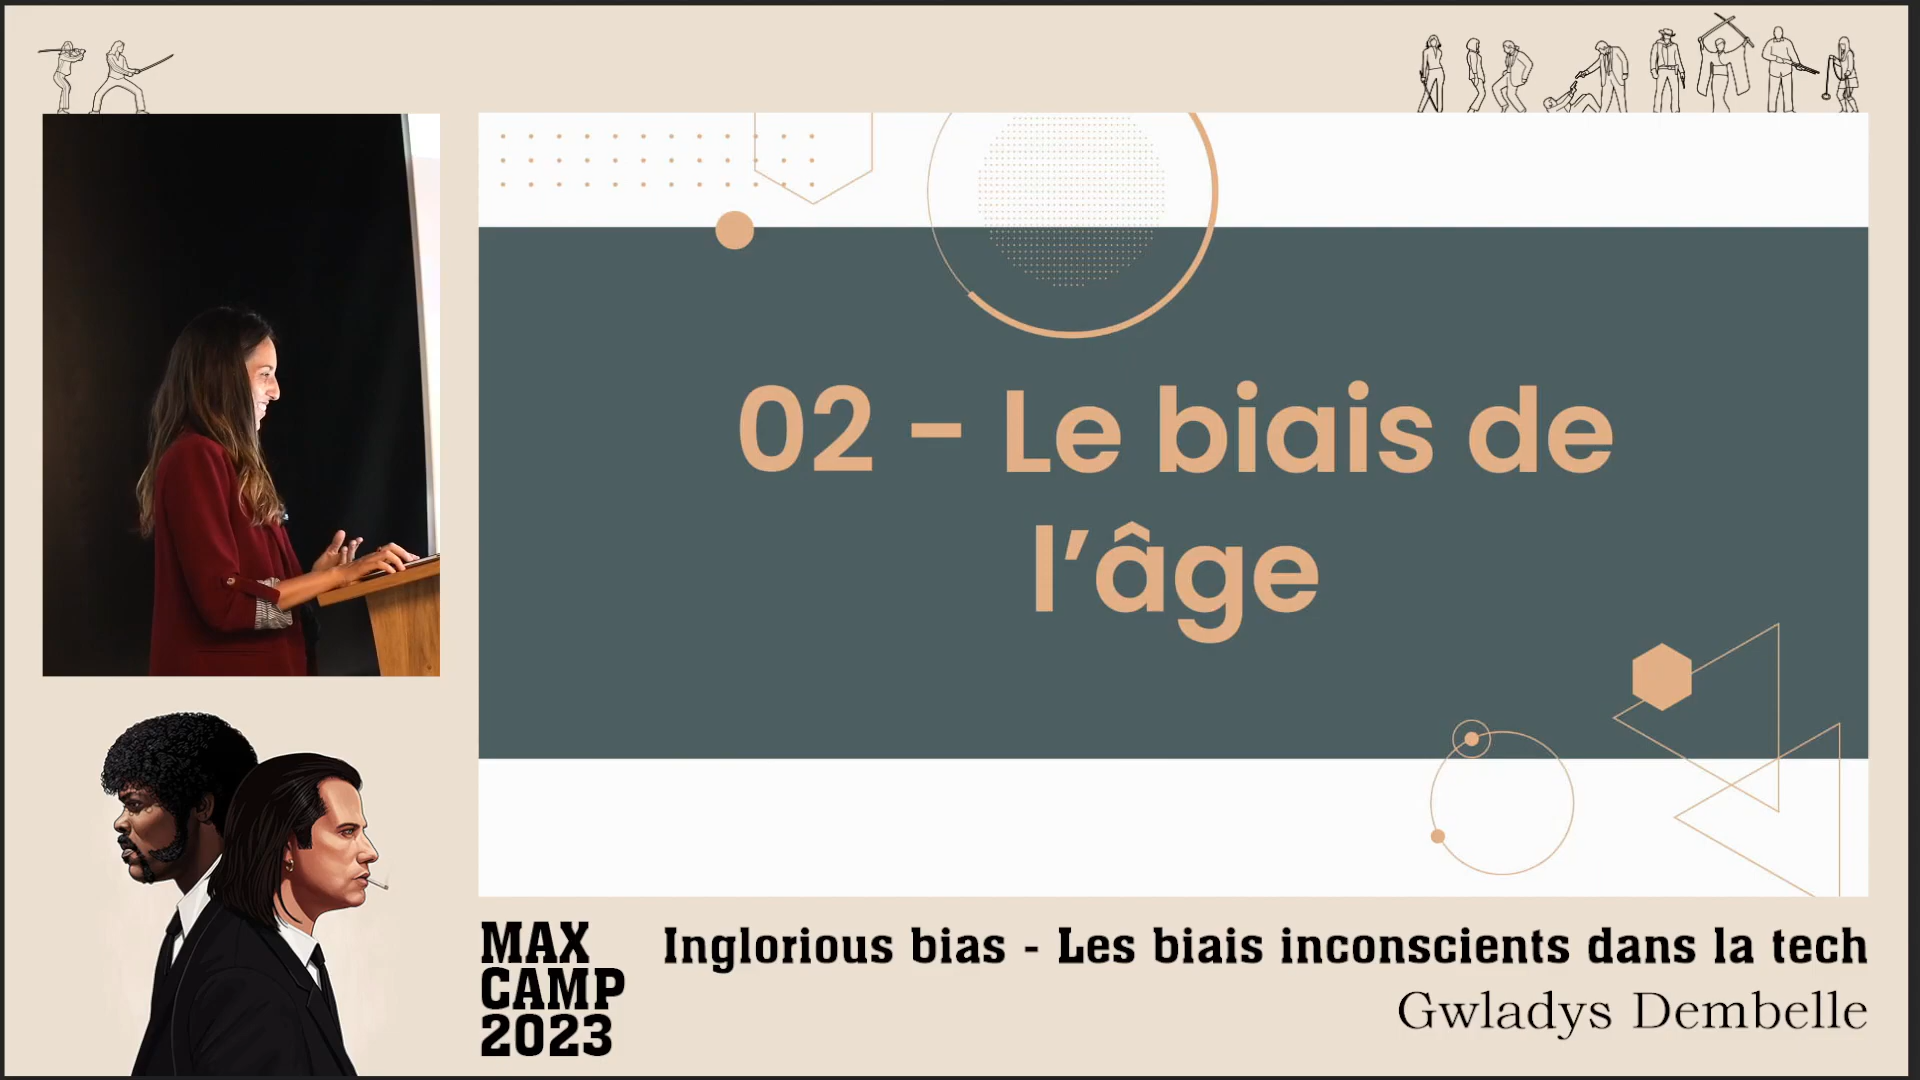 02 - Le biais de
l’âge
MAX
CAMP
2023
Inglorious bias - Les biais inconscients dans la tech
Gwladys Dembelle